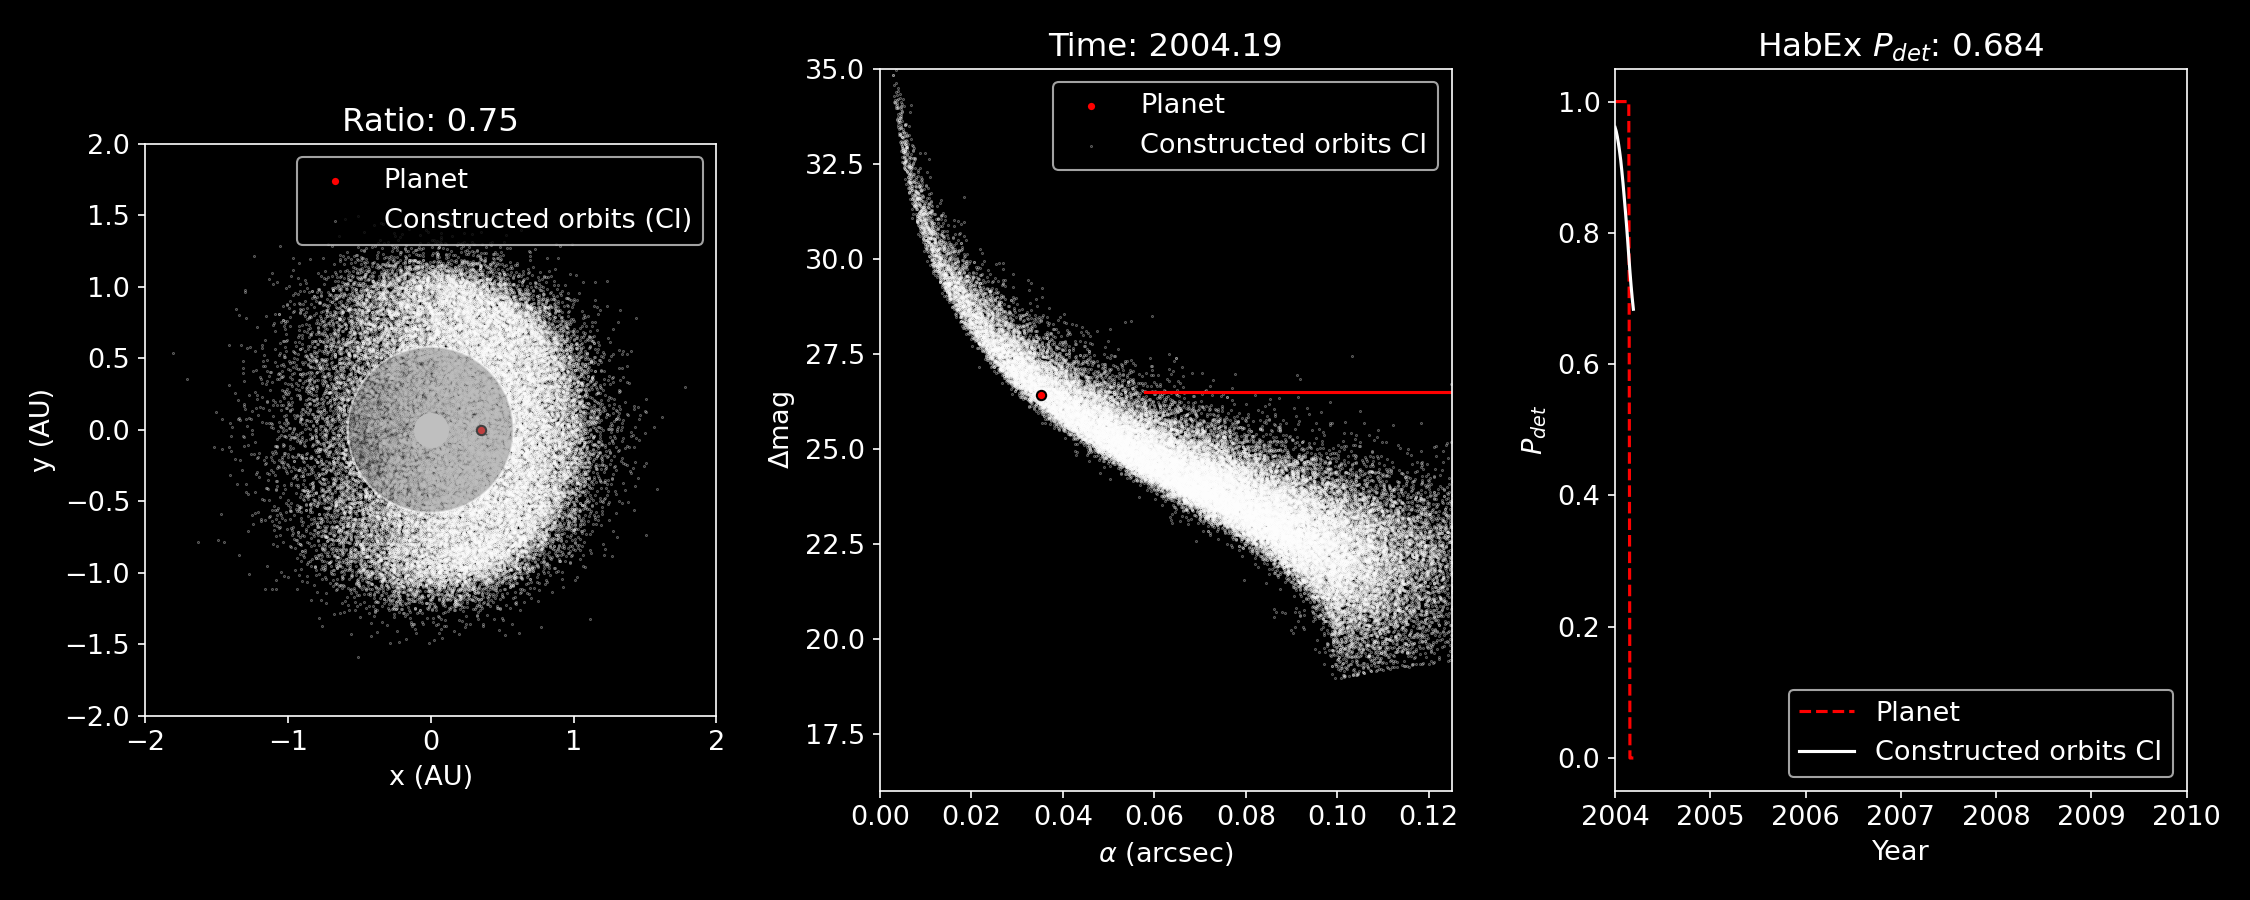 Ratio: 0.75
Planet
Constructed orbits (CI)
2.0
1.5
1.0
0.5
0.0
−0.5
−1.0
−1.5
−2.0
y (AU)
−2 −1 0 1 2
x (AU)
Time: 2004.19
Planet
Constructed orbits CI
35.0
32.5
30.0
27.5
25.0
22.5
20.0
17.5
Δmag
0.00 0.02 0.04 0.06 0.08 0.10 0.12
α (arcsec)
HabEx P_det: 0.684
1.0
0.8
0.6
0.4
0.2
0.0
P_det
Planet
Constructed orbits CI
2004 2005 2006 2007 2008 2009 2010
Year